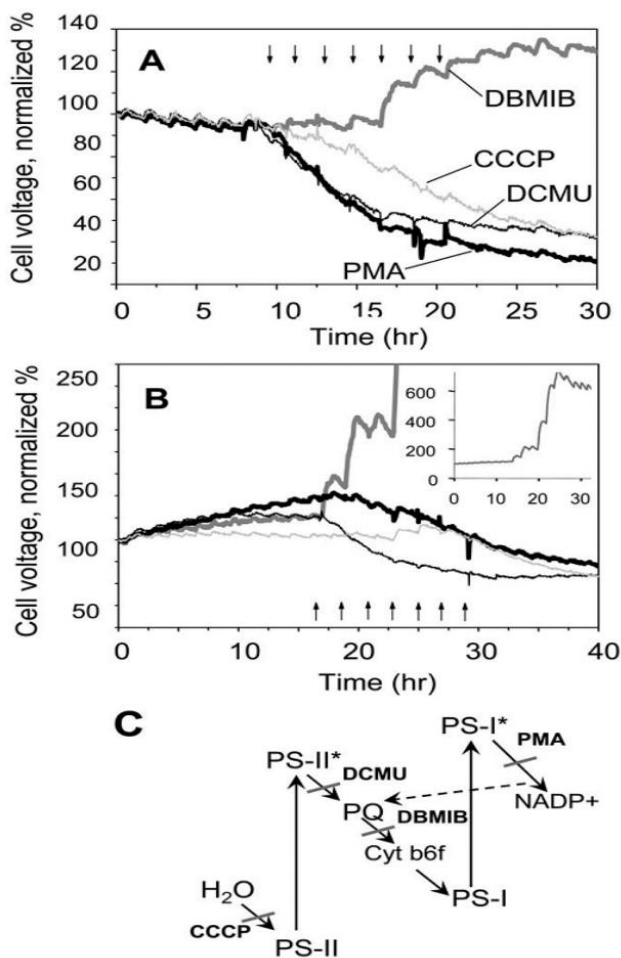 140
120
100
80
60
40
20
Cell voltage, normalized %
A
DBMIB
CCCP
DCMU
PMA
0 5 10 15 20 25 30
Time (hr)
250
200
150
100
50
Cell voltage, normalized %
B
600
400
200
0
0 10 20 30
0 10 20 30 40
Time (hr)
C
PS-I*
PMA
PS-II*
DCMU
NADP+
PQ
DBMIB
Cyt b6f
H2O
PS-I
CCCP
PS-II